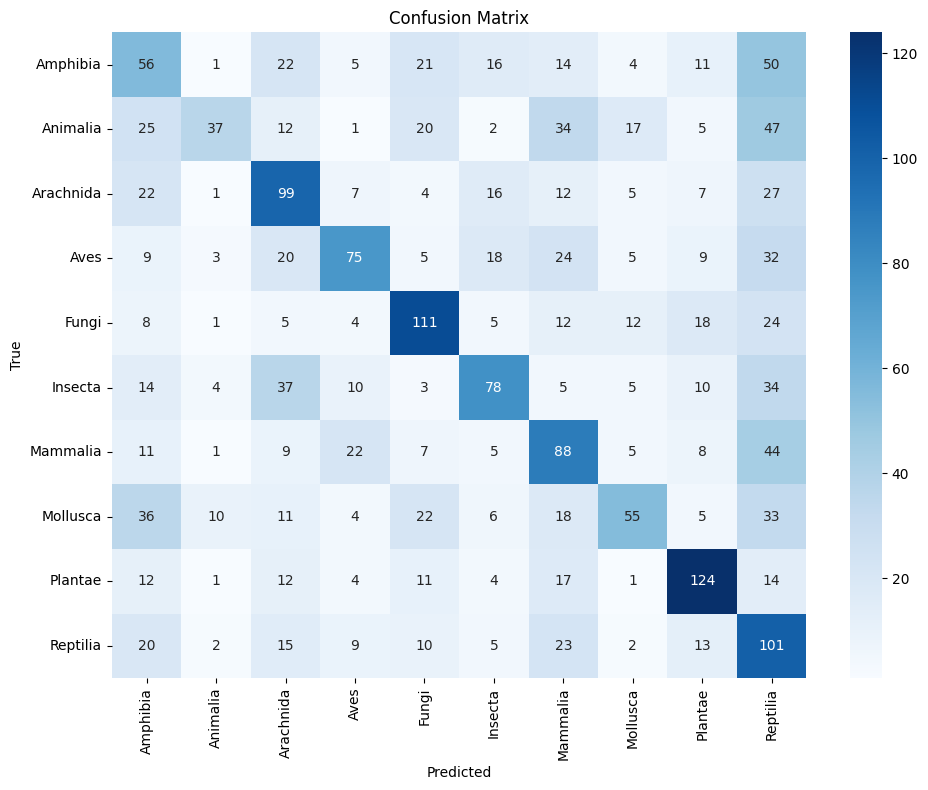 Confusion Matrix
Amphibia 56 1 22 5 21 16 14 4 11 50
Animalia 25 37 12 1 20 2 34 17 5 47
Arachnida 22 1 99 7 4 16 12 5 7 27
Aves 9 3 20 75 5 18 24 5 9 32
Fungi 8 1 5 4 111 5 12 12 18 24
Insecta 14 4 37 10 3 78 5 5 10 34
Mammalia 11 1 9 22 7 5 88 5 8 44
Mollusca 36 10 11 4 22 6 18 55 5 33
Plantae 12 1 12 4 11 4 17 1 124 14
Reptilia 20 2 15 9 10 5 23 2 13 101
True
Amphibia Animalia Arachnida Aves Fungi Insecta Mammalia Mollusca Plantae Reptilia
Predicted
120
100
80
60
40
20